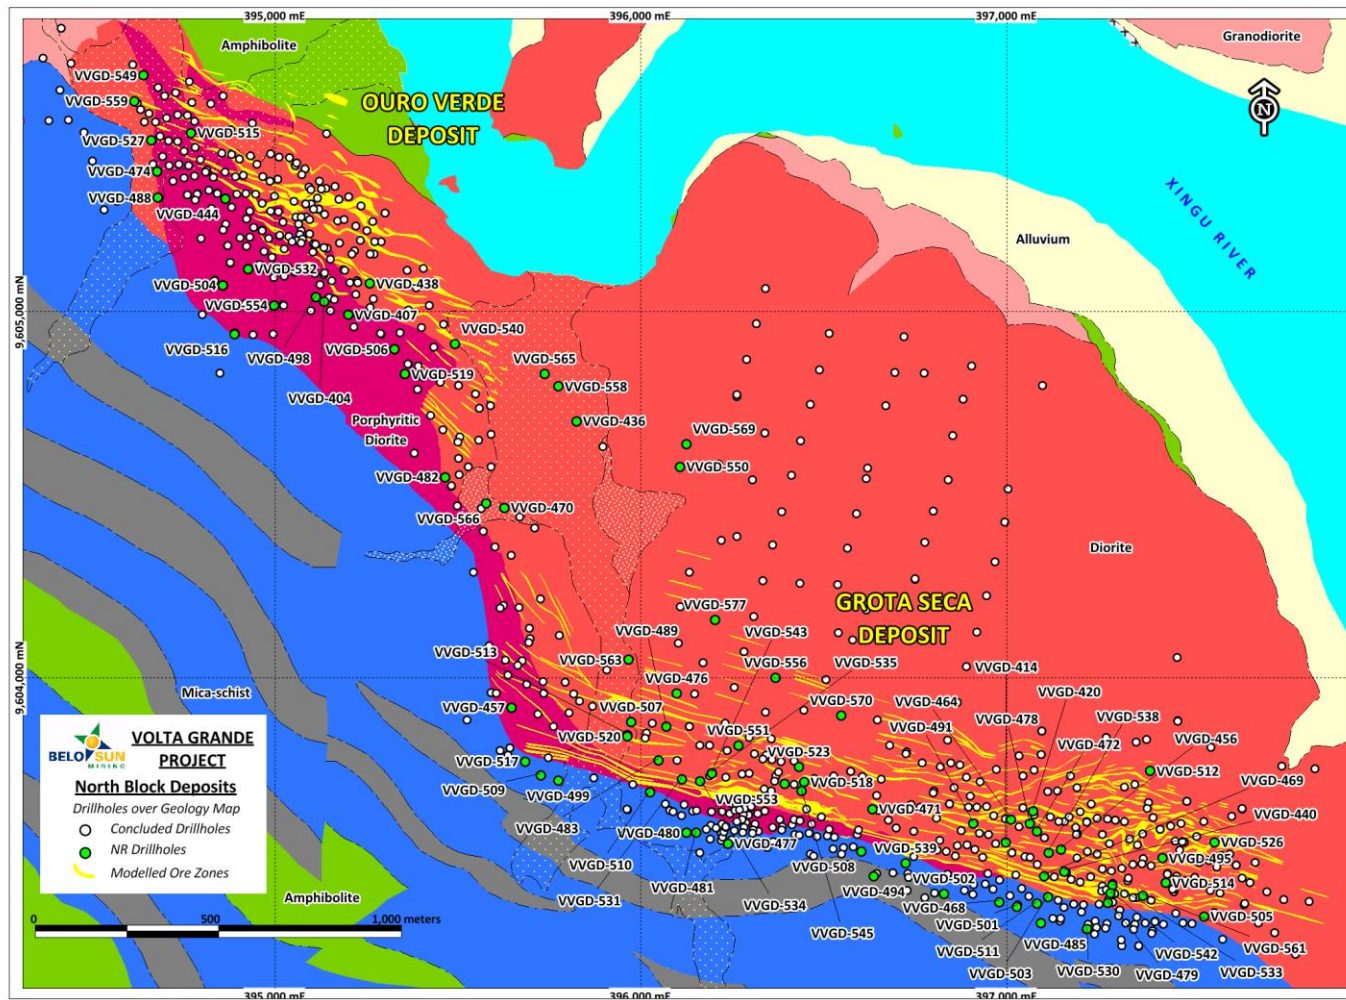 395,000 mE
396,000 mE
397,000 mE
Amphibolite
Granodiorite
VVGD-549
VVGD-559
OURO VERDE
DEPOSIT
N
VVGD-515
VVGD-527
VVGD-474
VVGD-488
XINGU RIVER
VVGD-444
Alluvium
VVGD-532
VVGD-504
VVGD-438
VVGD-554
9,605,000 mN
VVGD-407
VVGD-540
VVGD-516
VVGD-498
VVGD-506
VVGD-565
VVGD-519
VVGD-558
VVGD-404
Porphyritic
Diorite
VVGD-436
VVGD-569
VVGD-550
VVGD-482
VVGD-470
VVGD-566
Diorite
GROTA SECA
DEPOSIT
VVGD-577
VVGD-489
VVGD-543
VVGD-513
VVGD-563
VVGD-556
VVGD-535
VVGD-414
VVGD-476
9,604,000 mN
Mica-schist
VVGD-457
VVGD-507
VVGD-570
VVGD-464
VVGD-420
VVGD-478
VVGD-538
VVGD-491
VVGD-551
VVGD-520
VVGD-472
VVGD-456
VVGD-523
VVGD-517
VVGD-512
VVGD-469
VVGD-518
VVGD-509
VVGD-499
VVGD-553
VVGD-471
VVGD-440
VVGD-483
VVGD-480
VVGD-477
VVGD-539
VVGD-526
VVGD-495
VVGD-510
VVGD-508
VVGD-502
VVGD-514
VVGD-481
VVGD-494
VVGD-531
VVGD-534
VVGD-468
VVGD-505
VVGD-501
VVGD-545
VVGD-511
VVGD-485
VVGD-542
VVGD-561
VVGD-503
VVGD-530
VVGD-479
VVGD-533
BELO SUN
MINING
VOLTA GRANDE
PROJECT
North Block Deposits
Drillholes over Geology Map
Concluded Drillholes
NR Drillholes
Modelled Ore Zones
Amphibolite
0
500
1,000 meters
395,000 mE
396,000 mE
397,000 mE